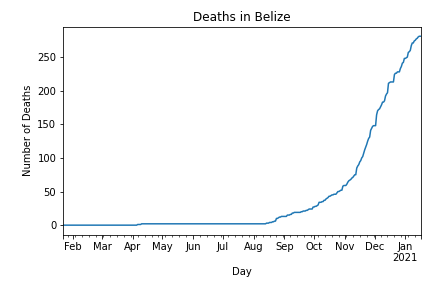 Deaths in Belize
Number of Deaths
250
200
150
100
50
0
Feb Mar Apr May Jun Jul Aug Sep Oct Nov Dec Jan
2021
Day